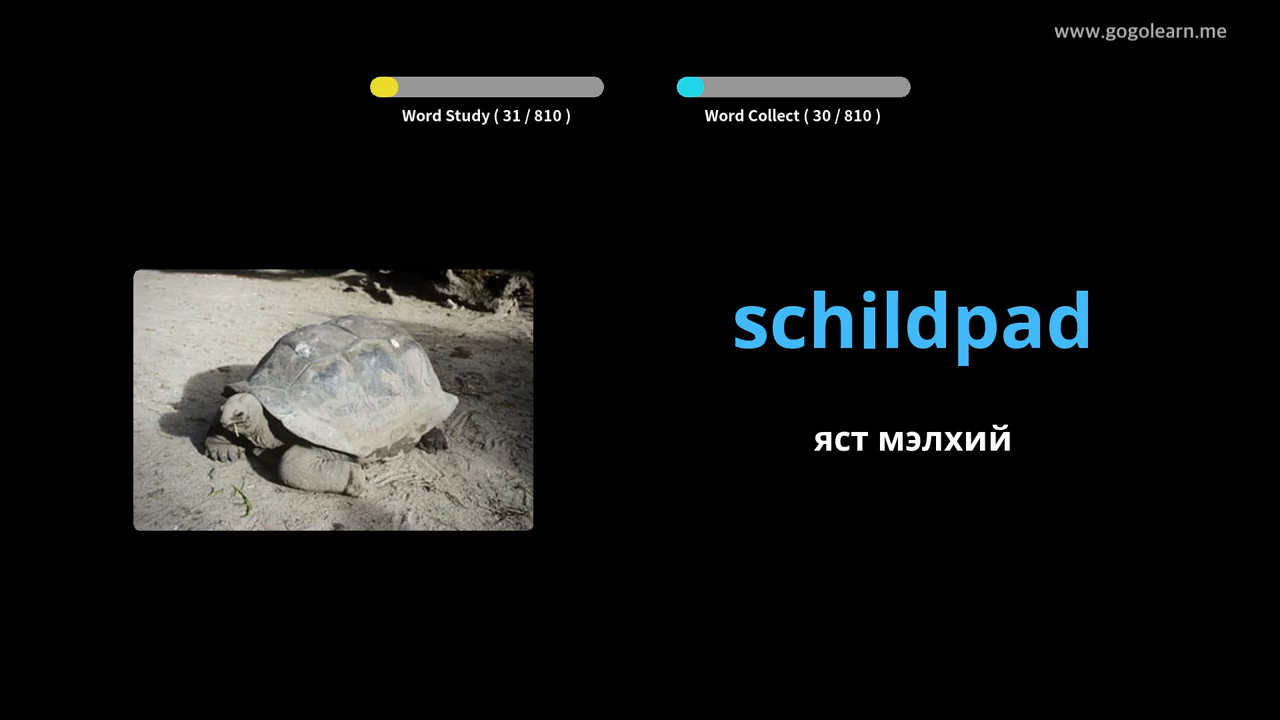 www.gogolearn.me
Word Study ( 31 / 810 )
Word Collect ( 30 / 810 )
schildpad
яст мэлхий